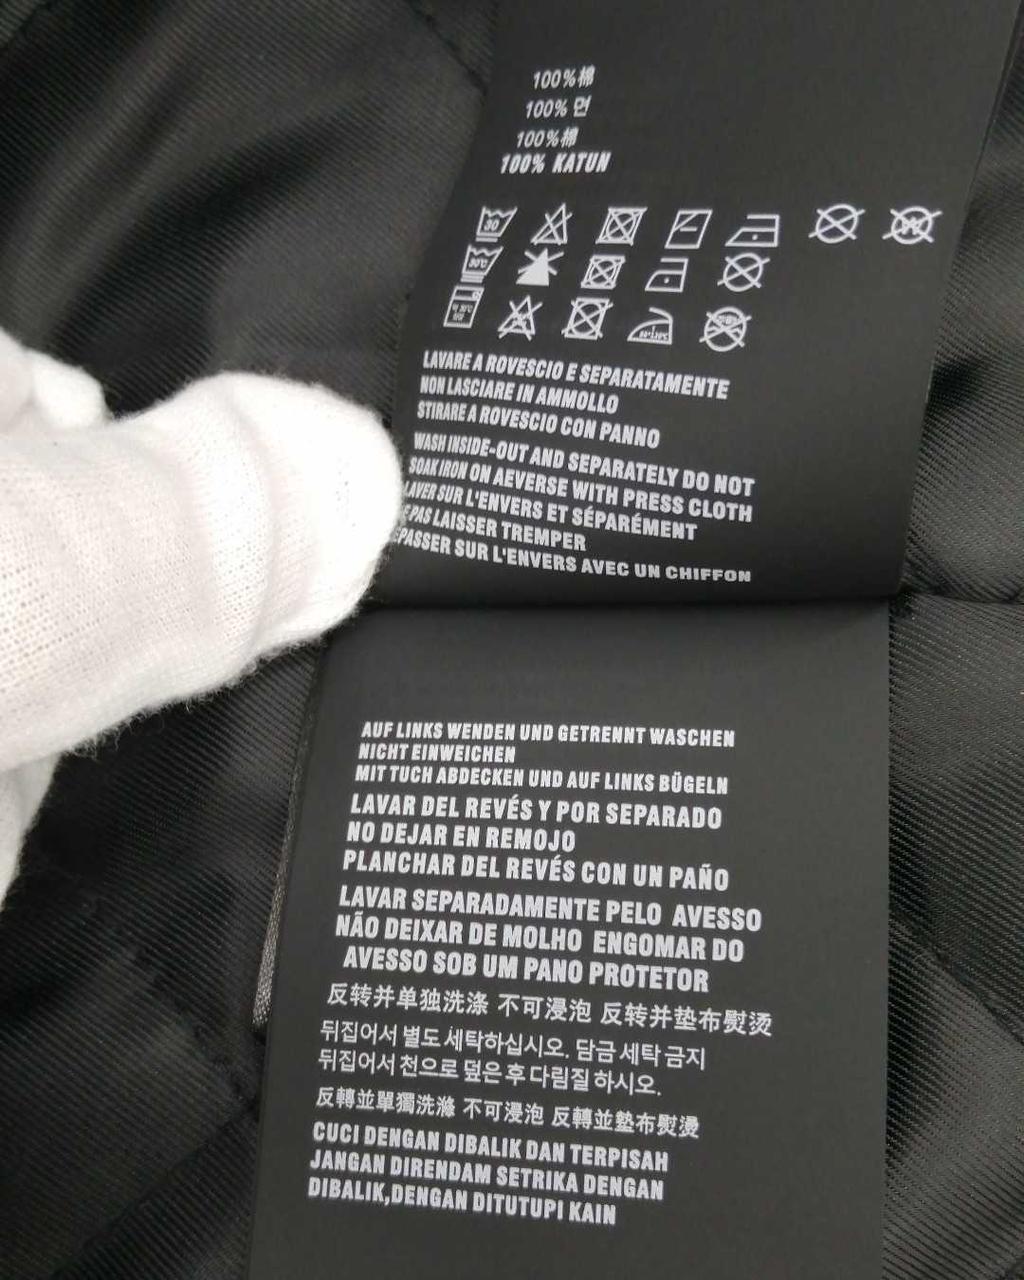 100%棉
100% 면
100%棉
100% KATUN
30
30℃
LAVARE A ROVESCIO E SEPARATAMENTE
NON LASCIARE IN AMMOLLO
STIRARE A ROVESCIO CON PANNO
WASH INSIDE-OUT AND SEPARATELY DO NOT
SOAK IRON ON AEVERSE WITH PRESS CLOTH
LAVER SUR L'ENVERS ET SÉPARÉMENT
PAS LAISSER TREMPER
SUR L'ENVERS AVEC UN CHIFFON
AUF LINKS WENDEN UND GETRENNT WASCHEN
NICHT EINWEICHEN
MIT TUCH ABDECKEN UND AUF LINKS BÜGELN
LAVAR DEL REVÉS Y POR SEPARADO
NO DEJAR EN REMOJO
PLANCHAR DEL REVÉS CON UN PAÑO
LAVAR SEPARADAMENTE PELO AVESSO
NÃO DEIXAR DE MOLHO ENGOMAR DO
AVESSO SOB UM PANO PROTETOR
反转并单独洗涤 不可浸泡 反转并垫布熨烫
뒤집어서 별도 세탁하십시오. 담금 세탁 금지
뒤집어서 천으로 덮은 후 다림질 하시오.
反轉並單獨洗滌 不可浸泡 反轉並墊布熨燙
CUCI DENGAN DIBALIK DAN TERPISAH
JANGAN DIRENDAM SETRIKA DENGAN
DIBALIK,DENGAN DITUTUPI KAIN